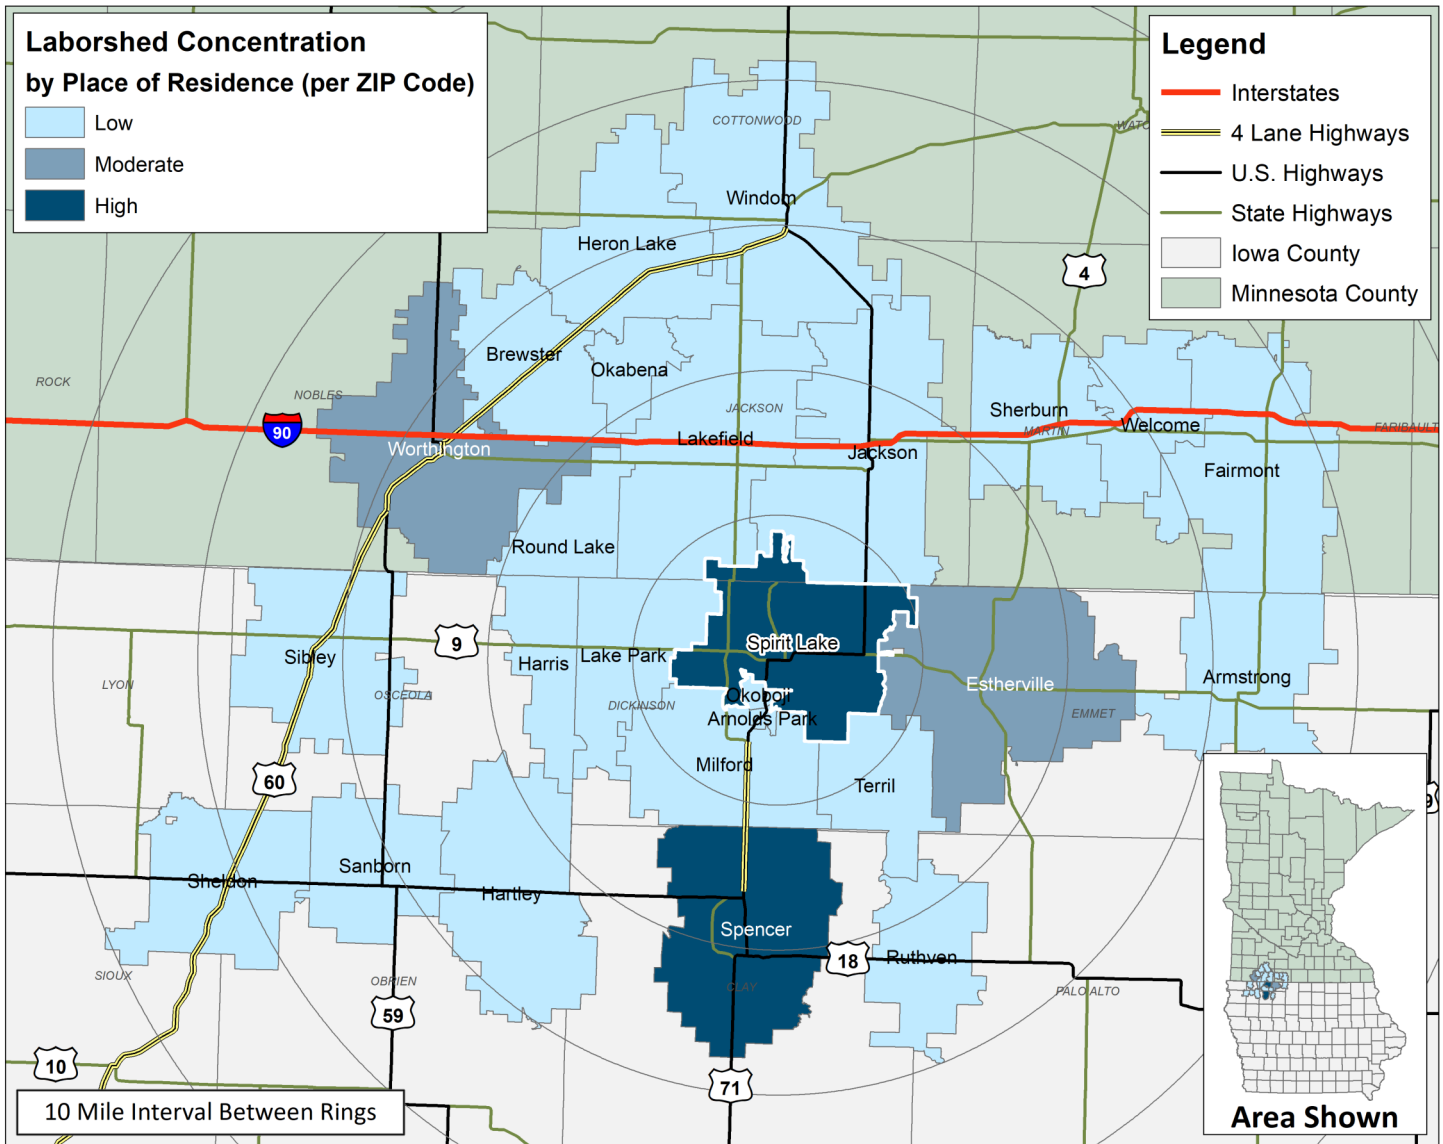 Laborshed Concentration
by Place of Residence (per ZIP Code)
Low
Moderate
High
Legend
Interstates
4 Lane Highways
U.S. Highways
State Highways
Iowa County
Minnesota County
COTTONWOOD
Windom
Heron Lake
4
Brewster
Okabena
ROCK
NOBLES
JACKSON
Sherburn
MARTIN
Welcome
FARIBAULT
90
Worthington
Lakefield
Jackson
Fairmont
Round Lake
9
Spirit Lake
Sibley
Harris
Lake Park
LYON
OSCEOLA
DICKINSON
Okoboji
Arnolds Park
Estherville
EMMET
Armstrong
60
Milford
Terril
Sheldon
Sanborn
Hartley
Spencer
18
Ruthven
SIOUX
OBRIEN
CLAY
PALO ALTO
59
10
71
10 Mile Interval Between Rings
Area Shown